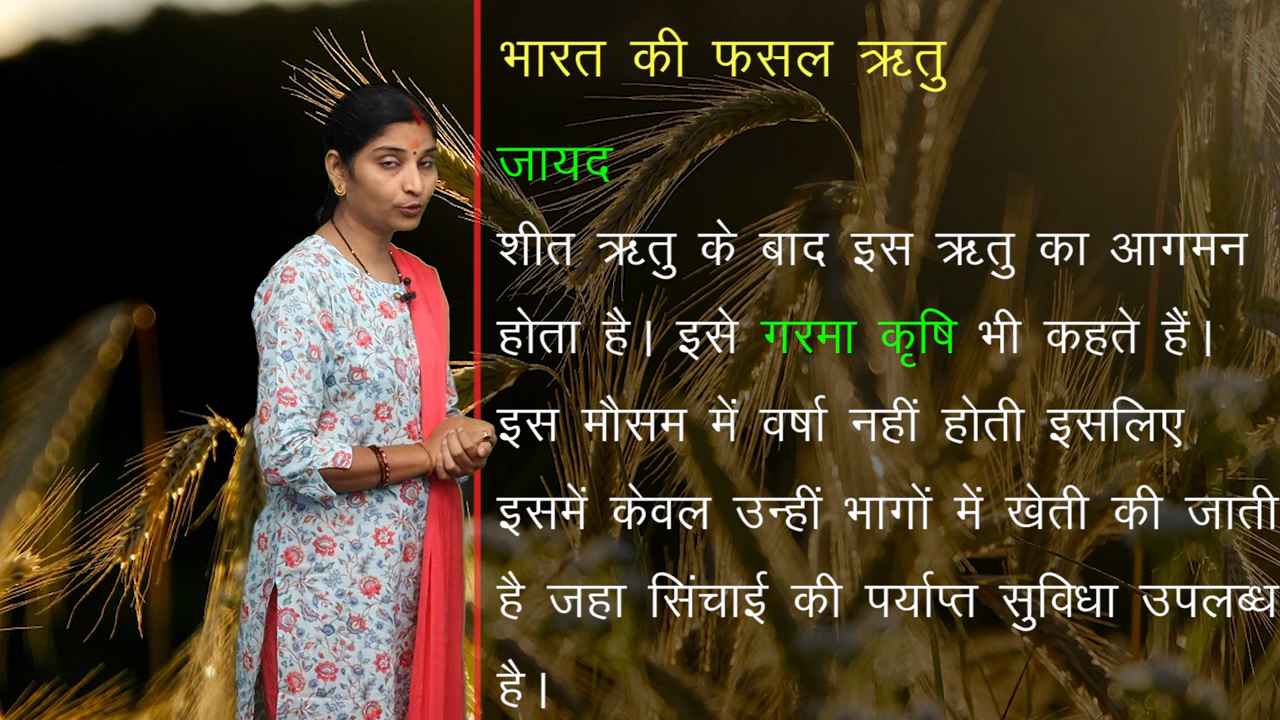 भारत की फसल ऋतु
जायद
शीत ऋतु के बाद इस ऋतु का आगमन
होता है। इसे गरमा कृषि भी कहते हैं।
इस मौसम में वर्षा नहीं होती इसलिए
इसमें केवल उन्हीं भागों में खेती की जाती
है जहा सिंचाई की पर्याप्त सुविधा उपलब्ध
है।